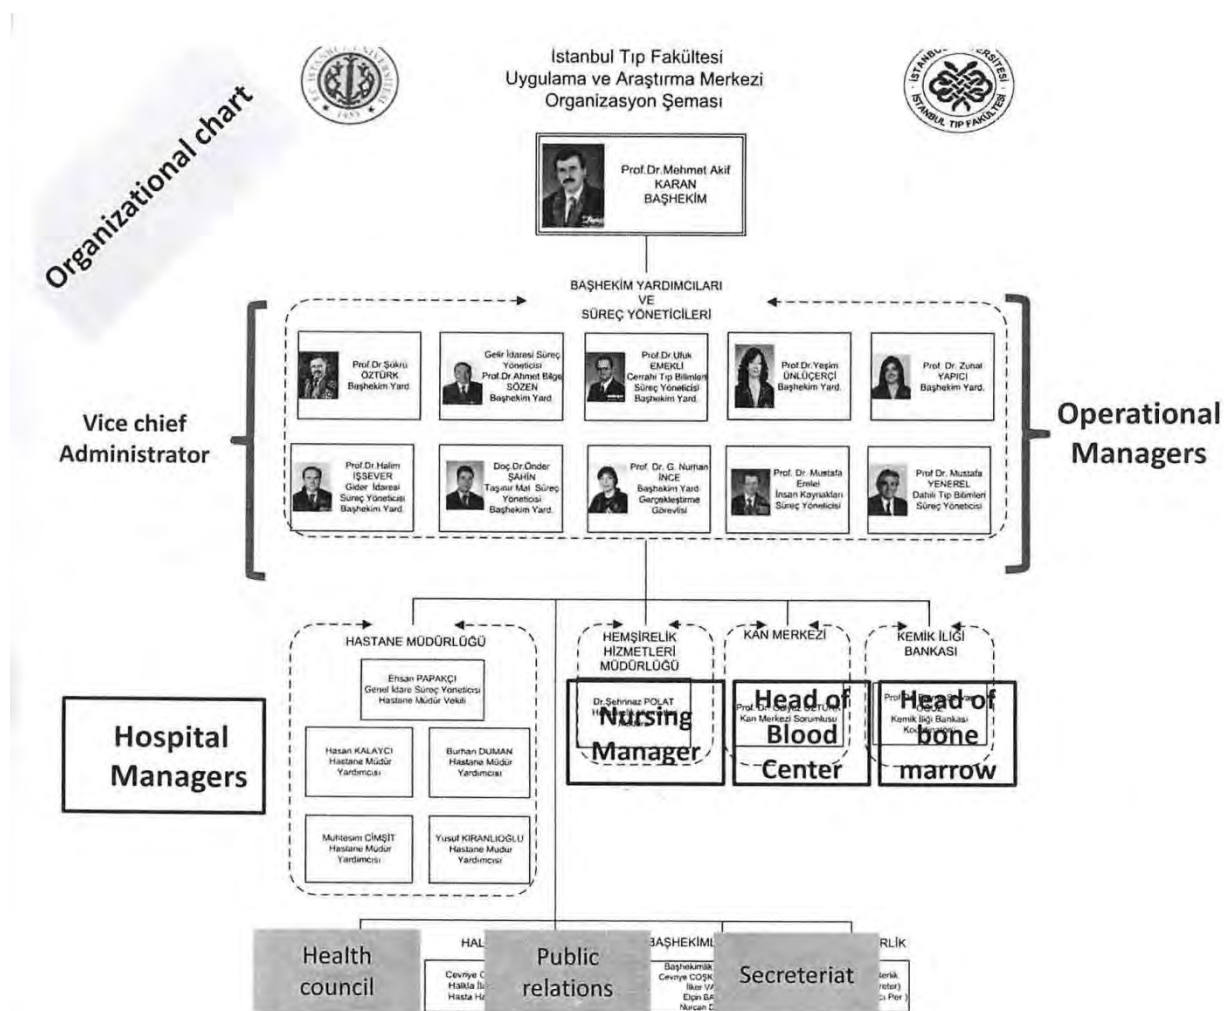 İstanbul Tıp Fakültesi
Uygulama ve Araştırma Merkezi
Organizasyon Şeması
Organizational chart
İSTANBUL TIP FAKÜLTESİ
Prof.Dr.Mehmet Akif
KARAN
BAŞHEKİM
BAŞHEKİM YARDIMCILARI
VE
SÜREÇ YÖNETİCİLERİ
Vice chief
Administrator
Operational
Managers
Prof.Dr.Şükrü
ÖZTÜRK
Başhekim Yard.
Gelir İdaresi Süreç
Yöneticisi
Prof.Dr.Ahmet Bilge
SÖZEN
Başhekim Yard.
Prof.Dr.Ufuk
EMEKLİ
Cerrahi Tıp Bilimleri
Süreç Yöneticisi
Başhekim Yard.
Prof.Dr.Yeşim
ÜNLÜÇERÇİ
Başhekim Yard.
Prof. Dr. Zuhal
YAPICI
Başhekim Yard.
Prof.Dr.Halim
İŞSEVER
Gider İdaresi
Süreç Yöneticisi
Başhekim Yard.
Doç.Dr.Önder
ŞAHİN
Taşınır Mal Süreç
Yöneticisi
Başhekim Yard.
Prof. Dr. G. Nurhan
İNCE
Başhekim Yard.
Gerçekleştirme
Görevlisi
Prof. Dr. Mustafa
Erelel
İnsan Kaynakları
Süreç Yöneticisi
Prof Dr. Mustafa
YENEREL
Dahili Tıp Bilimleri
Süreç Yöneticisi
HASTANE MÜDÜRLÜĞÜ
Ehsan PAPAKÇI
Genel İdare Süreç Yöneticisi
Hastane Müdür Vekili
Hasan KALAYCI
Hastane Müdür
Yardımcısı
Burhan DUMAN
Hastane Müdür
Yardımcısı
Muhteşim CİMŞİT
Hastane Müdür
Yardımcısı
Yusuf KIRANLIOĞLU
Hastane Müdür
Yardımcısı
Hospital
Managers
HEMŞİRELİK
HİZMETLERİ
MÜDÜRLÜĞÜ
Dr.Şehrinaz POLAT
Nursing
Manager
KAN MERKEZİ
Kan Merkezi Sorumlusu
Head of
Blood
Center
KEMİK İLİĞİ
BANKASI
Kemik İliği Bankası
Head of
bone
marrow
Health
council
Public
relations
Secreteriat